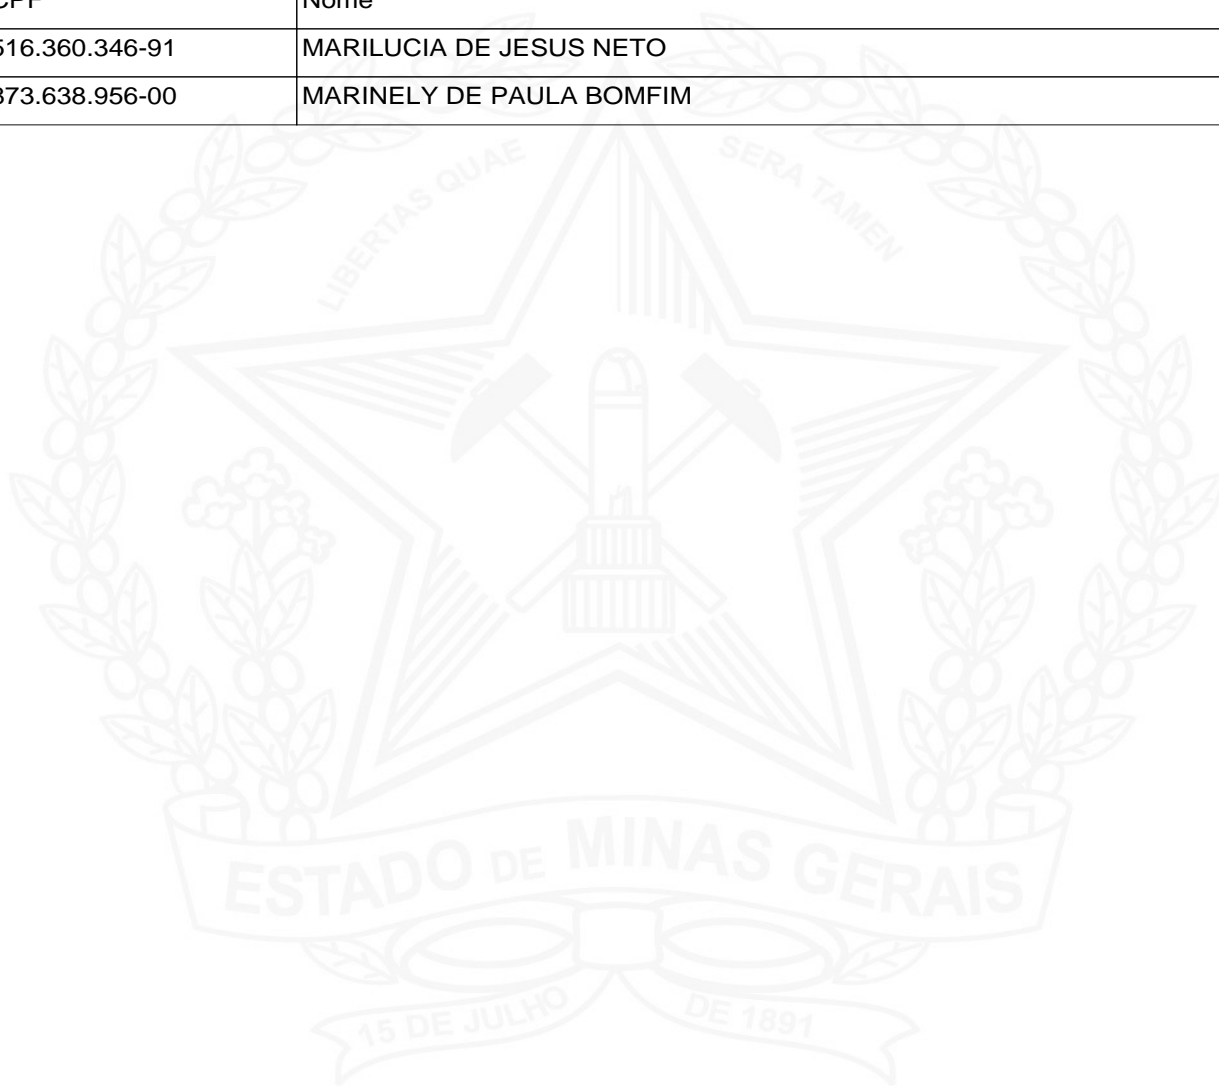 CPF Nome
516.360.346-91 MARILUCIA DE JESUS NETO
873.638.956-00 MARINELY DE PAULA BOMFIM
LIBERTAS QUAE SERA TAMEN
ESTADO DE MINAS GERAIS
15 DE JULHO DE 1891